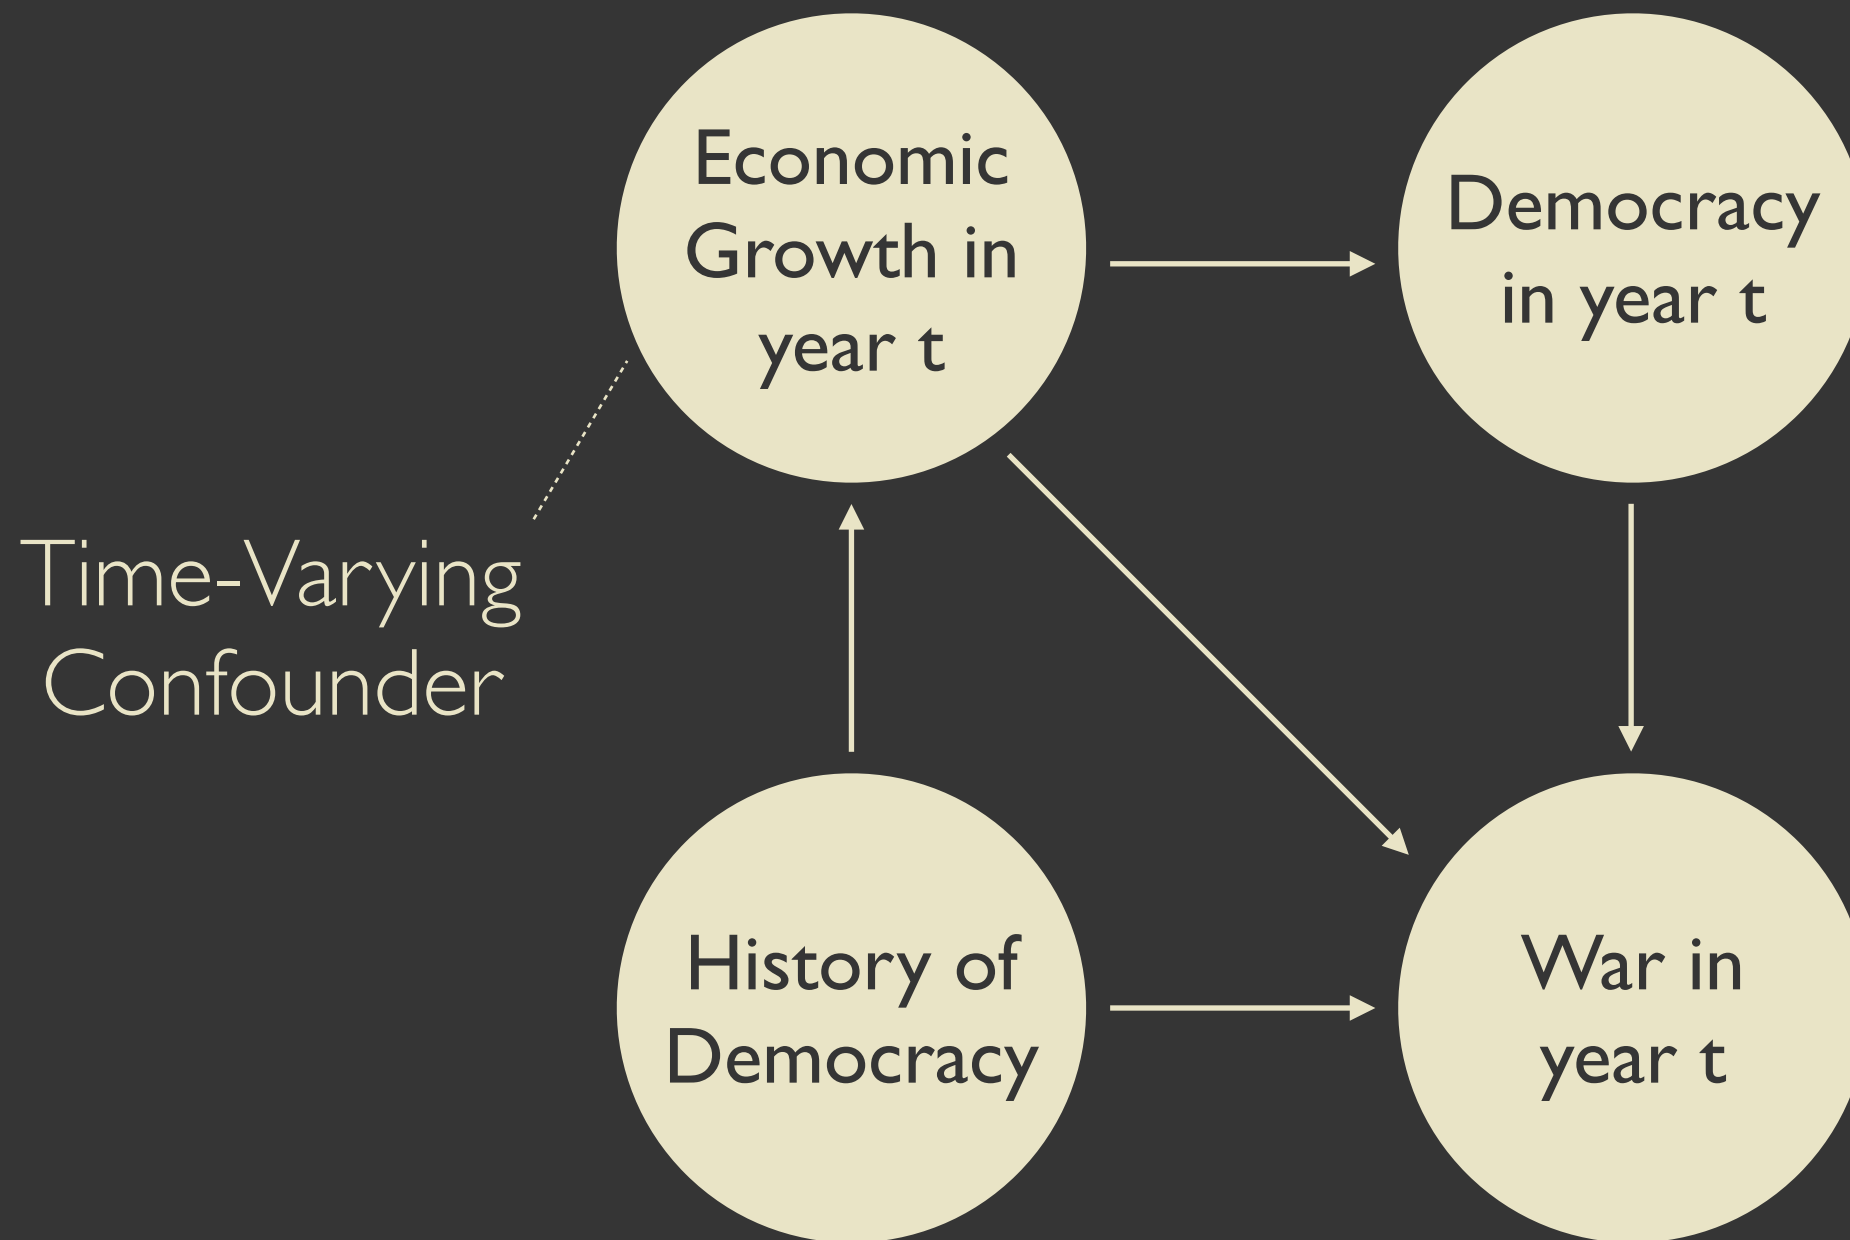 Economic
Growth in
year t
Democracy
in year t
Time-Varying
Confounder
History of
Democracy
War in
year t